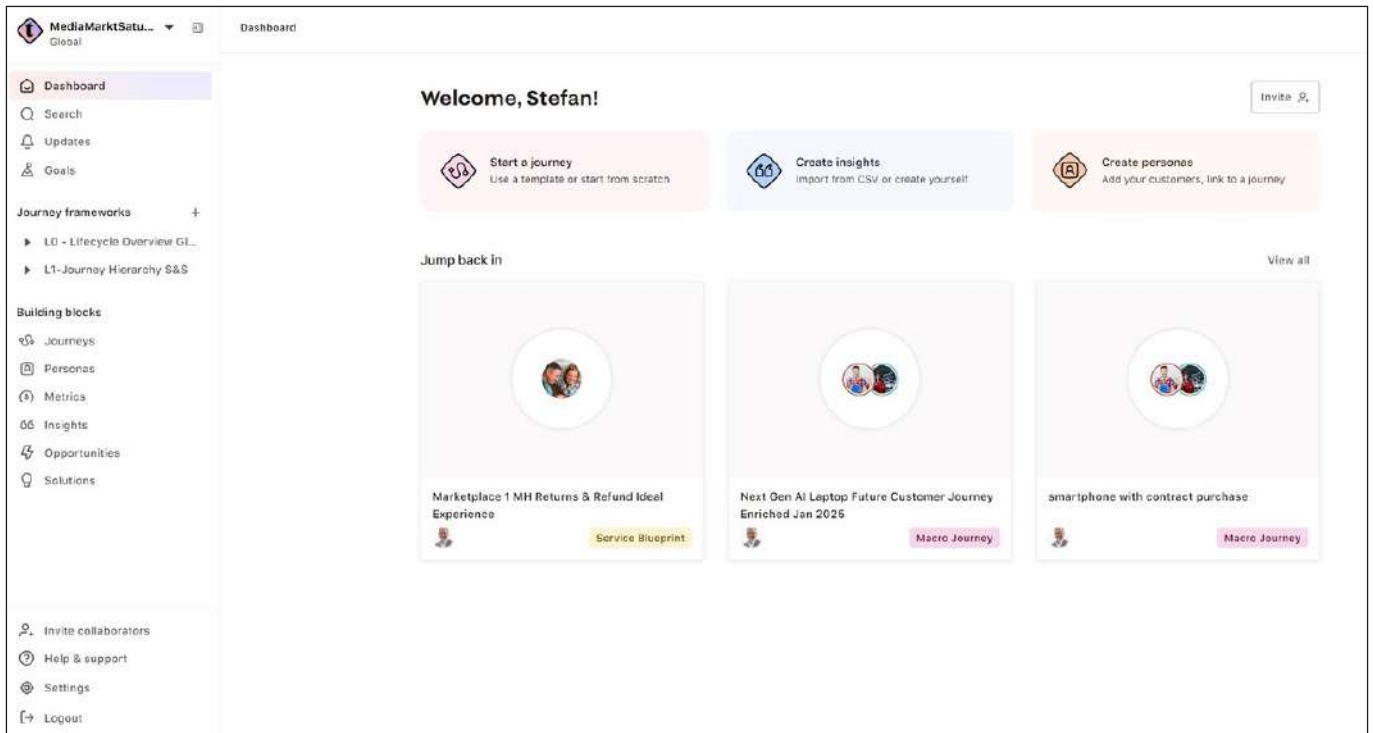 MediaMarktSatu...
Global
Dashboard
Search
Updates
Goals
Journey frameworks
L0 - Lifecycle Overview Gl...
L1-Journey Hierarchy S&S
Building blocks
Journeys
Personas
Metrics
Insights
Opportunities
Solutions
Invite collaborators
Help & support
Settings
Logout
Dashboard
Welcome, Stefan!
Invite
Start a journey
Use a template or start from scratch
Create insights
Import from CSV or create yourself
Create personas
Add your customers, link to a journey
Jump back in
View all
Marketplace 1 MH Returns & Refund Ideal
Experience
Service Blueprint
Next Gen AI Laptop Future Customer Journey
Enriched Jan 2025
Macro Journey
smartphone with contract purchase
Macro Journey